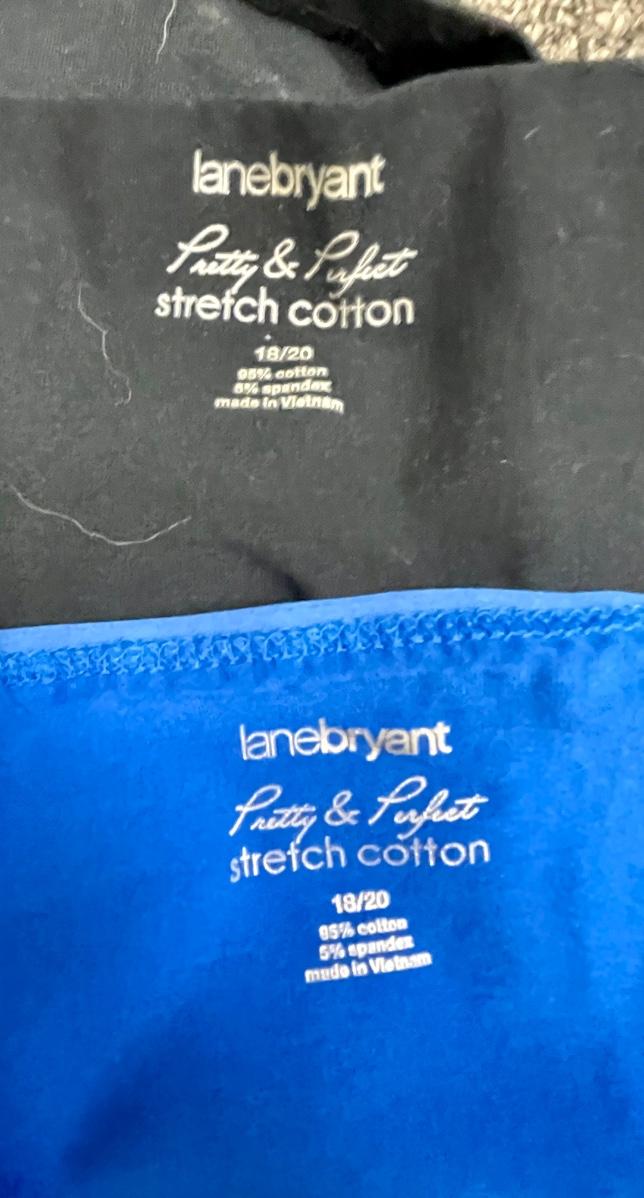 lanebryant
Pretty & Perfect
stretch cotton
18/20
95% cotton
5% spandex
made in Vietnam
lanebryant
Pretty & Perfect
stretch cotton
18/20
95% cotton
5% spandex
made in Vietnam